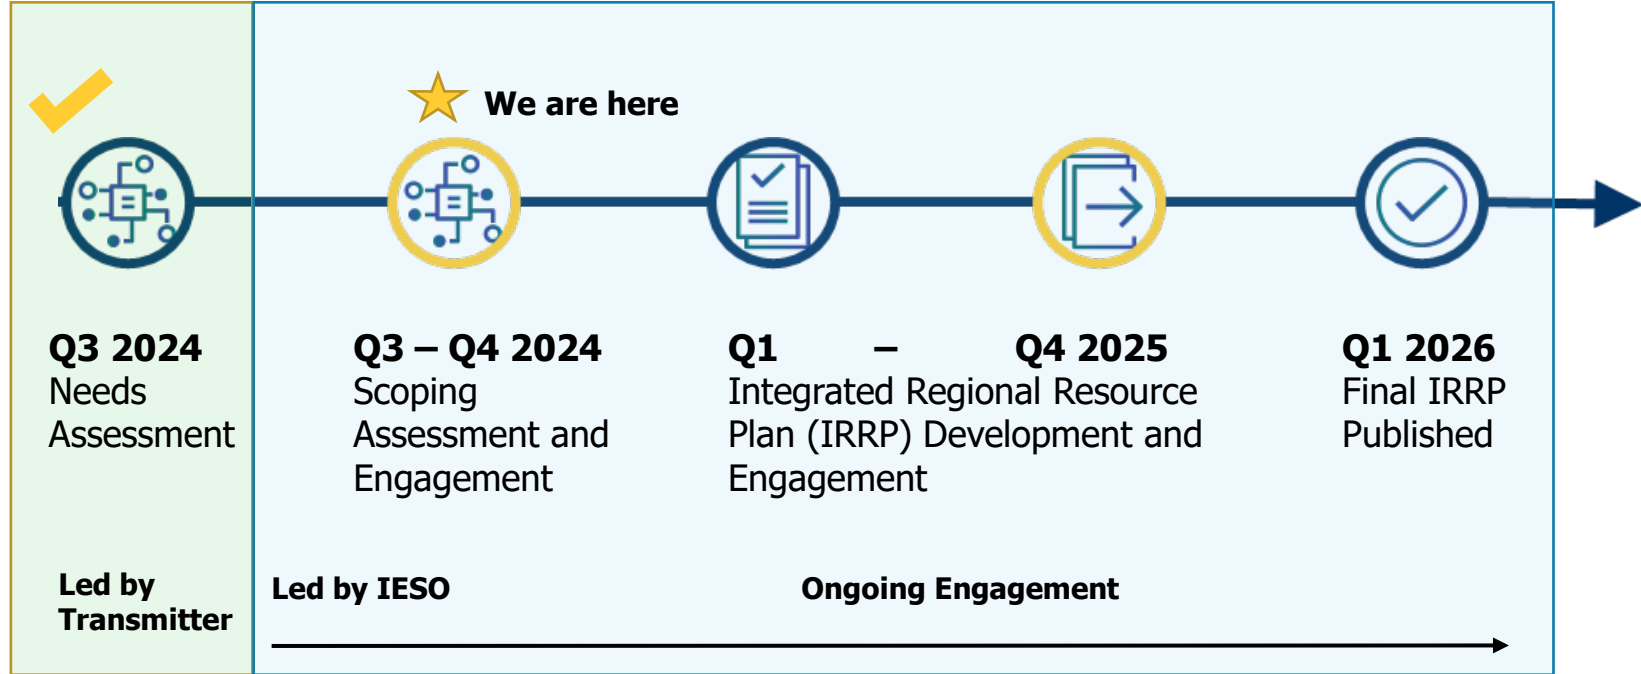 We are here
Q3 2024
Needs
Assessment
Q3 – Q4 2024
Scoping
Assessment and
Engagement
Q1 – Q4 2025
Integrated Regional Resource
Plan (IRRP) Development and
Engagement
Q1 2026
Final IRRP
Published
Led by
Transmitter
Led by IESO
Ongoing Engagement